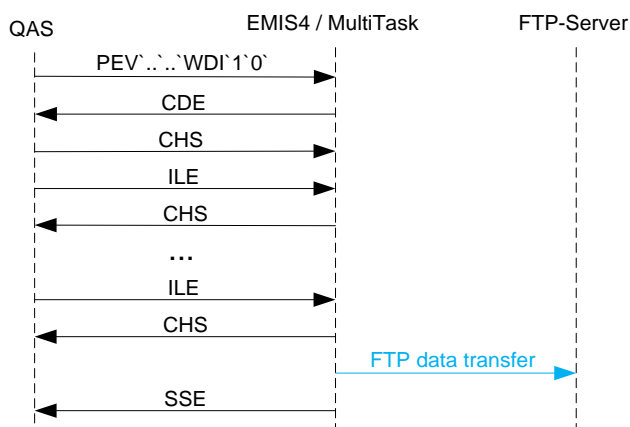 QAS
EMIS4 / MultiTask
FTP-Server
PEV`..`..`WDI`1`0`
CDE
CHS
ILE
CHS
...
ILE
CHS
FTP data transfer
SSE